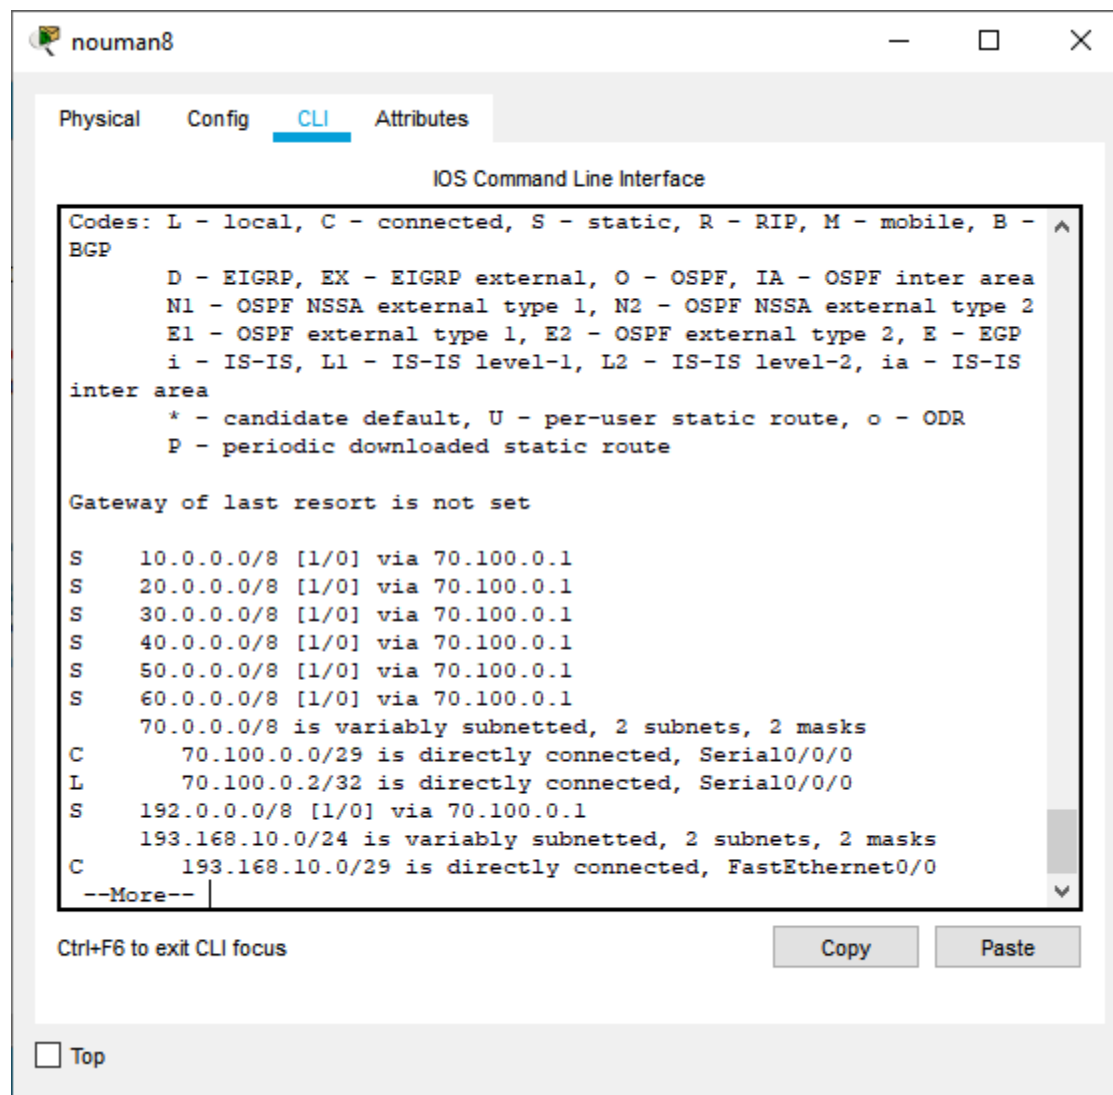 nouman8
Physical Config CLI Attributes
IOS Command Line Interface
Codes: L - local, C - connected, S - static, R - RIP, M - mobile, B -
BGP
D - EIGRP, EX - EIGRP external, O - OSPF, IA - OSPF inter area
N1 - OSPF NSSA external type 1, N2 - OSPF NSSA external type 2
E1 - OSPF external type 1, E2 - OSPF external type 2, E - EGP
i - IS-IS, L1 - IS-IS level-1, L2 - IS-IS level-2, ia - IS-IS
inter area
* - candidate default, U - per-user static route, o - ODR
P - periodic downloaded static route
Gateway of last resort is not set
S 10.0.0.0/8 [1/0] via 70.100.0.1
S 20.0.0.0/8 [1/0] via 70.100.0.1
S 30.0.0.0/8 [1/0] via 70.100.0.1
S 40.0.0.0/8 [1/0] via 70.100.0.1
S 50.0.0.0/8 [1/0] via 70.100.0.1
S 60.0.0.0/8 [1/0] via 70.100.0.1
70.0.0.0/8 is variably subnetted, 2 subnets, 2 masks
C 70.100.0.0/29 is directly connected, Serial0/0/0
L 70.100.0.2/32 is directly connected, Serial0/0/0
S 192.0.0.0/8 [1/0] via 70.100.0.1
193.168.10.0/24 is variably subnetted, 2 subnets, 2 masks
C 193.168.10.0/29 is directly connected, FastEthernet0/0
--More--
Ctrl+F6 to exit CLI focus
Copy Paste
Top